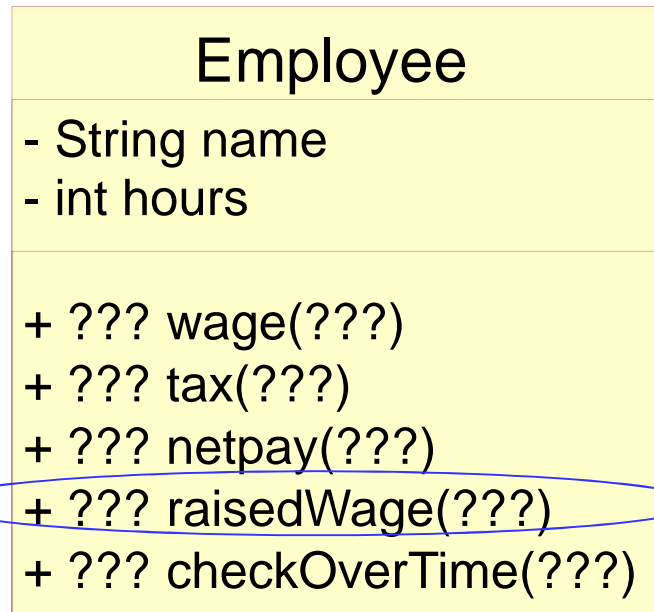 Employee
- String name
- int hours
+ ??? wage(???)
+ ??? tax(???)
+ ??? netpay(???)
+ ??? raisedWage(???)
+ ??? checkOverTime(???)